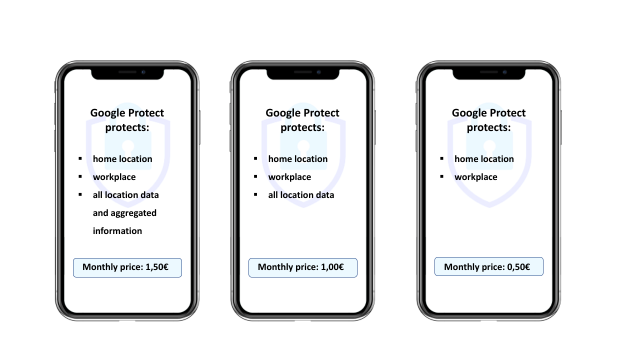 Google Protect
protects:
▪ home location
▪ workplace
▪ all location data
and aggregated
information
Monthly price: 1,50€
Google Protect
protects:
▪ home location
▪ workplace
▪ all location data
Monthly price: 1,00€
Google Protect
protects:
▪ home location
▪ workplace
Monthly price: 0,50€